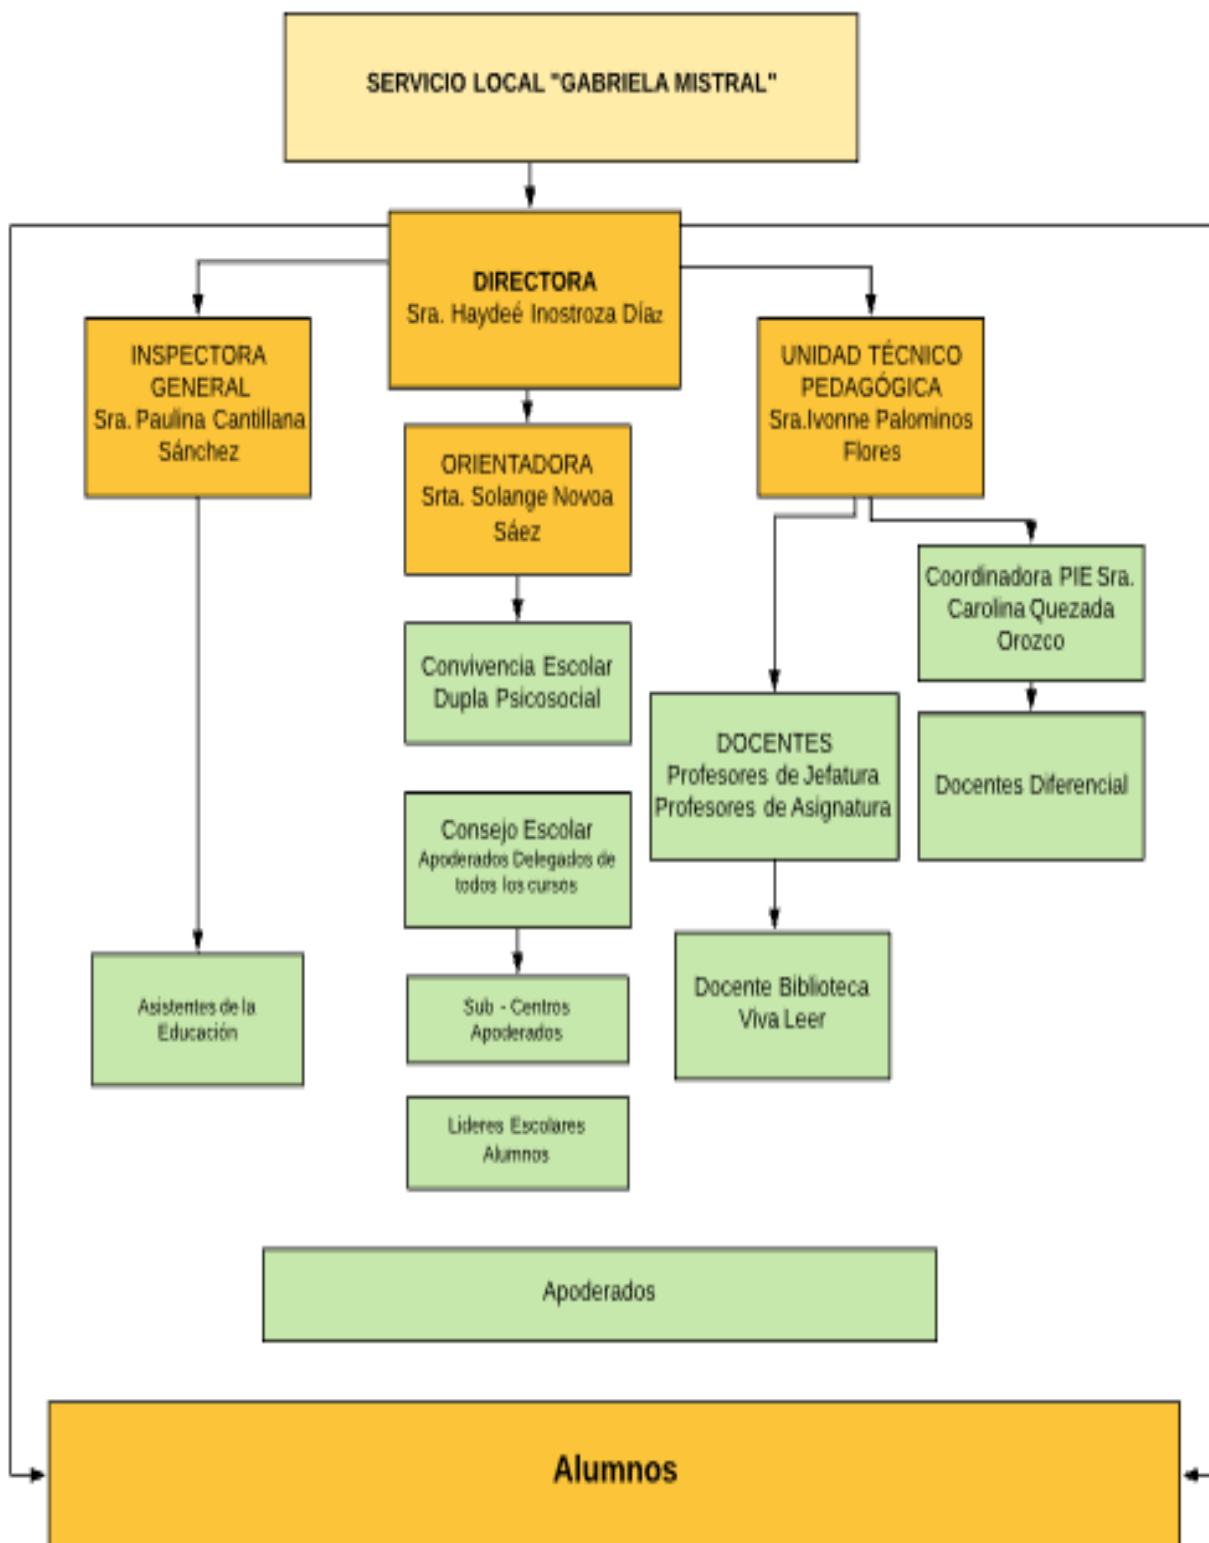 SERVICIO LOCAL "GABRIELA MISTRAL"
DIRECTORA
Sra. Haydeé Inostroza Díaz
INSPECTORA
GENERAL
Sra. Paulina Cantillana
Sánchez
UNIDAD TÉCNICO
PEDAGÓGICA
Sra.Ivonne Palominos
Flores
ORIENTADORA
Srta. Solange Novoa
Sáez
Coordinadora PIE Sra.
Carolina Quezada
Orozco
Convivencia Escolar
Dupla Psicosocial
DOCENTES
Profesores de Jefatura
Profesores de Asignatura
Docentes Diferencial
Consejo Escolar
Apoderados Delegados de
todos los cursos
Asistentes de la
Educación
Sub - Centros
Apoderados
Docente Biblioteca
Viva Leer
Lideres Escolares
Alumnos
Apoderados
Alumnos